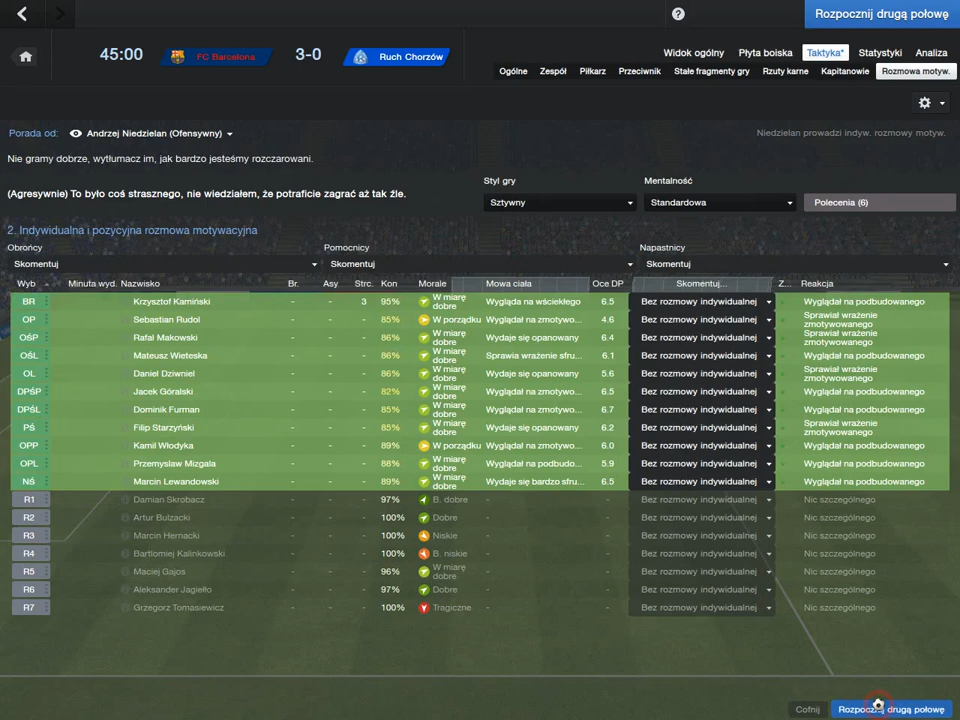 Rozpocznij drugą połowę
45:00 FC Barcelona 3-0 Ruch Chorzów
Widok ogólny Płyta boiska Taktyka* Statystyki Analiza
Ogólne Zespół Piłkarz Przeciwnik Stałe fragmenty gry Rzuty karne Kapitanowie Rozmowa motyw.
Porada od: Andrzej Niedzielan (Ofensywny) Niedzielan prowadzi indyw. rozmowy motyw.
Nie gramy dobrze, wytłumacz im, jak bardzo jesteśmy rozczarowani.
Styl gry Mentalność
(Agresywnie) To było coś strasznego, nie wiedziałem, że potraficie zagrać aż tak źle.
Sztywny Standardowa Polecenia (6)
2. Indywidualna i pozycyjna rozmowa motywacyjna
Obrońcy Pomocnicy Napastnicy
Skomentuj Skomentuj Skomentuj
Wyb Minuta wyd. Nazwisko Br. Asy Strc. Kon Morale Mowa ciała Oce DP Skomentuj... Z... Reakcja
BR Krzysztof Kamiński - - 3 95% W miarę dobre Wygląda na wściekłego 6.5 Bez rozmowy indywidualnej Wyglądał na podbudowanego
OP Sebastian Rudol - - - 85% W porządku Wyglądał na zmotywo... 4.6 Bez rozmowy indywidualnej Sprawiał wrażenie zmotywowanego
OŚP Rafał Makowski - - - 86% W miarę dobre Wydaje się opanowany 6.4 Bez rozmowy indywidualnej Sprawiał wrażenie zmotywowanego
OŚL Mateusz Wieteska - - - 86% W miarę dobre Sprawia wrażenie sfru... 6.1 Bez rozmowy indywidualnej Wyglądał na podbudowanego
OL Daniel Dziwniel - - - 86% W miarę dobre Wydaje się opanowany 5.6 Bez rozmowy indywidualnej Sprawiał wrażenie zmotywowanego
DPŚP Jacek Góralski - - - 82% W miarę dobre Wyglądał na zmotywo... 6.5 Bez rozmowy indywidualnej Wyglądał na podbudowanego
DPŚL Dominik Furman - - - 85% W miarę dobre Wyglądał na zmotywo... 6.7 Bez rozmowy indywidualnej Wyglądał na podbudowanego
PŚ Filip Starzyński - - - 85% W miarę dobre Wydaje się opanowany 6.2 Bez rozmowy indywidualnej Sprawiał wrażenie zmotywowanego
OPP Kamil Włodyka - - - 89% W porządku Wyglądał na zmotywo... 6.0 Bez rozmowy indywidualnej Wyglądał na podbudowanego
OPL Przemyslaw Mizgala - - - 88% W miarę dobre Wyglądał na podbudo... 5.9 Bez rozmowy indywidualnej Wyglądał na podbudowanego
NŚ Marcin Lewandowski - - - 89% W miarę dobre Wydaje się bardzo sfru... 6.5 Bez rozmowy indywidualnej Wyglądał na podbudowanego
R1 Damian Skrobacz - - - 97% B. dobre - - Bez rozmowy indywidualnej Nic szczególnego
R2 Artur Bulzacki - - - 100% Dobre - - Bez rozmowy indywidualnej Nic szczególnego
R3 Marcin Hernacki - - - 100% Niskie - - Bez rozmowy indywidualnej Nic szczególnego
R4 Bartlomiej Kalinkowski - - - 100% B. niskie - - Bez rozmowy indywidualnej Nic szczególnego
R5 Maciej Gajos - - - 96% W miarę dobre - - Bez rozmowy indywidualnej Nic szczególnego
R6 Aleksander Jagiełło - - - 97% Dobre - - Bez rozmowy indywidualnej Nic szczególnego
R7 Grzegorz Tomasiewicz - - - 100% Tragiczne - - Bez rozmowy indywidualnej Nic szczególnego
Cofnij Rozpocznij drugą połowę